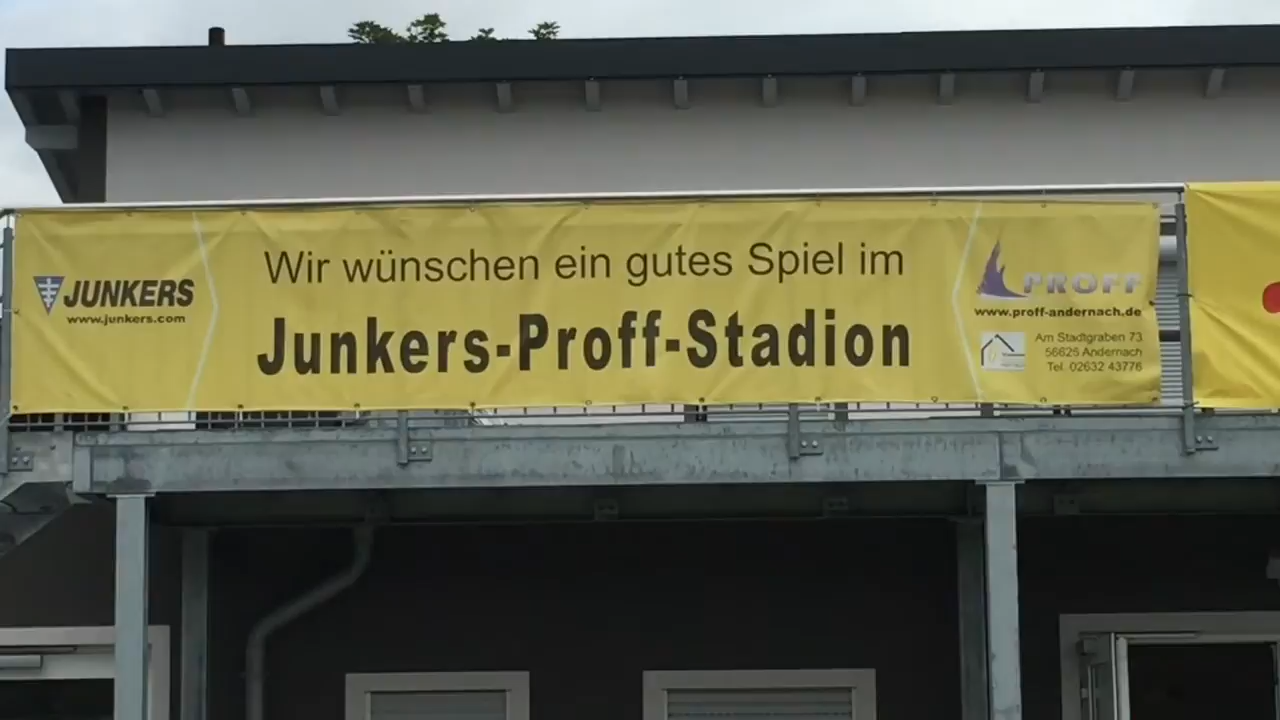 JUNKERS
www.junkers.com
Wir wünschen ein gutes Spiel im
Junkers-Proff-Stadion
PROFF
www.proff-andernach.de
Am Stadtgraben 73
56625 Andernach
Tel. 02632 43776